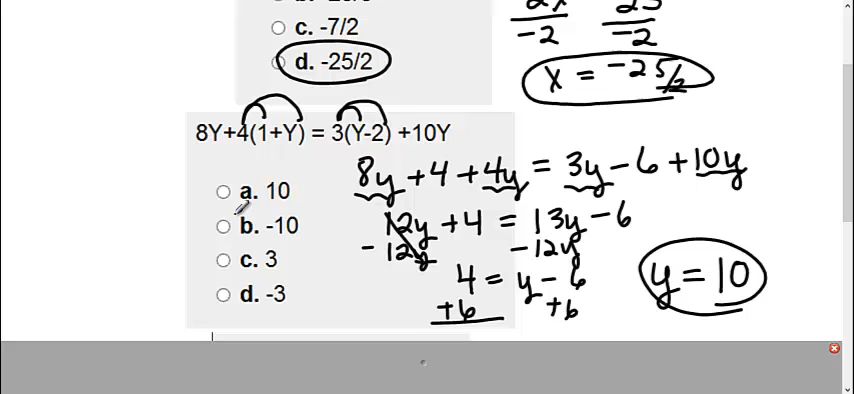 c. -7/2
-2 -2
d. -25/2
x = -25/2
8Y+4(1+Y) = 3(Y-2) +10Y
8y + 4 + 4y = 3y - 6 + 10y
a. 10
12y + 4 = 13y - 6
b. -10
- 12y - 12y
c. 3
4 = y - 6
y = 10
d. -3
+6 +6